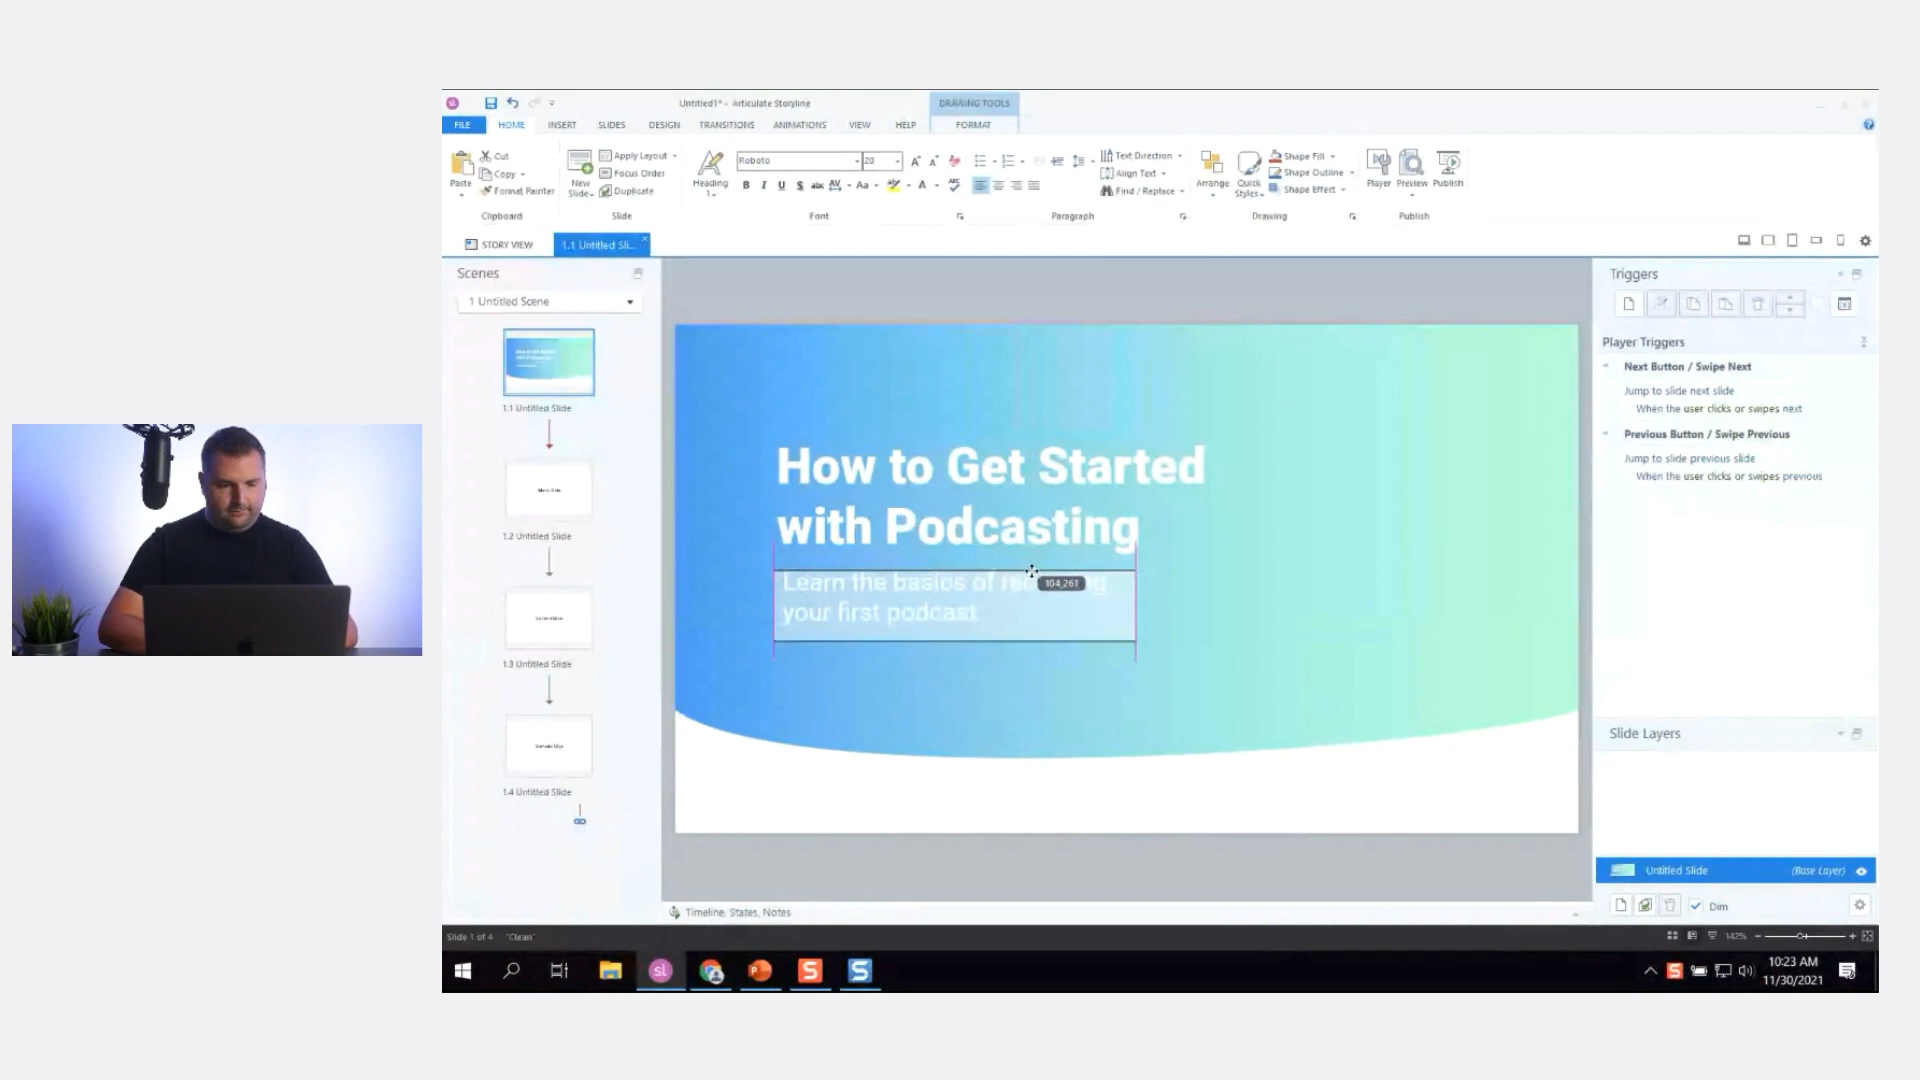 Untitled1* - Articulate Storyline
DRAWING TOOLS
FILE HOME INSERT SLIDES DESIGN TRANSITIONS ANIMATIONS VIEW HELP FORMAT
Paste
Cut
Copy
Format Painter
Clipboard
New Slide
Apply Layout
Focus Order
Duplicate
Slide
Heading 1
Roboto
20
Font
Paragraph
Text Direction
Align Text
Find / Replace
Arrange
Quick Styles
Shape Fill
Shape Outline
Shape Effect
Drawing
Player
Preview
Publish
Publish
STORY VIEW
1.1 Untitled Sli...
Scenes
1 Untitled Scene
1.1 Untitled Slide
1.2 Untitled Slide
1.3 Untitled Slide
1.4 Untitled Slide
How to Get Started
with Podcasting
Learn the basics of
your first podcast
104,261
Timeline, States, Notes
Triggers
Player Triggers
Next Button / Swipe Next
Jump to slide next slide
When the user clicks or swipes next
Previous Button / Swipe Previous
Jump to slide previous slide
When the user clicks or swipes previous
Slide Layers
Untitled Slide
(Base Layer)
Dim
Slide 1 of 4 "Clean"
142%
10:23 AM
11/30/2021